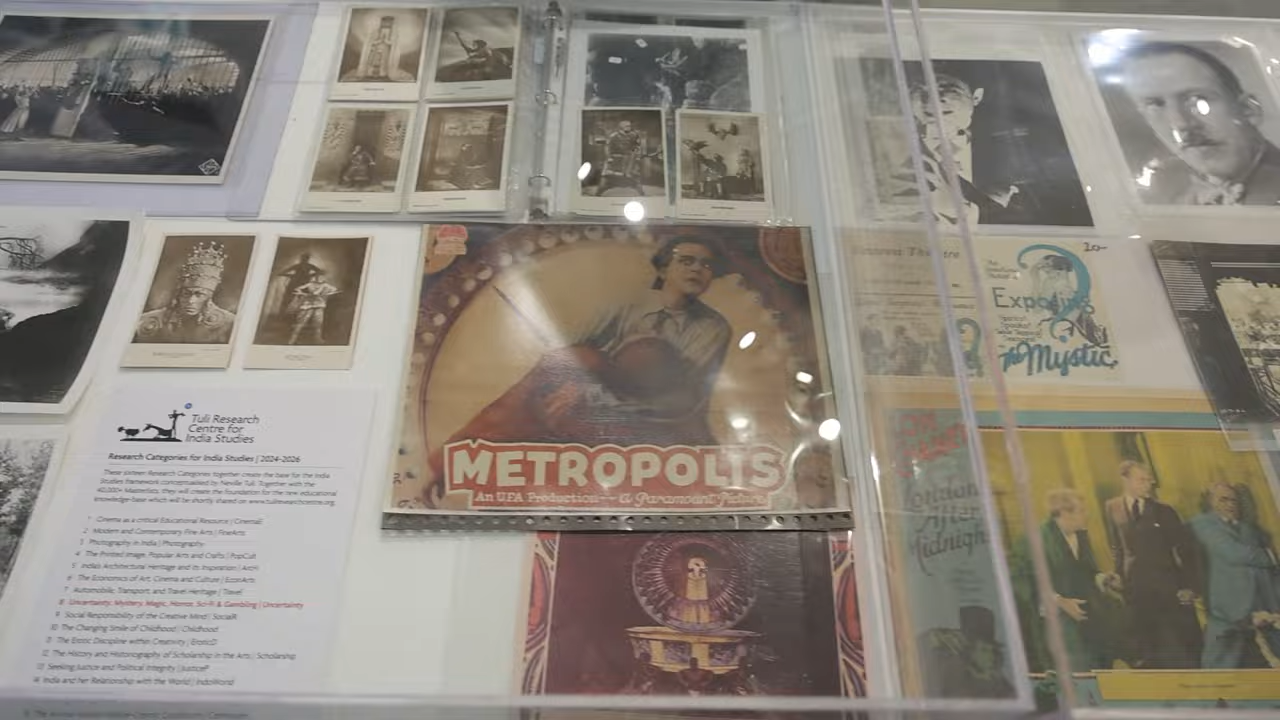 Tuli Research
Centre for
India Studies
Research Categories for India Studies | 2024-2026
These sixteen Research Categories together create the base for the India
Studies framework conceptualised by Neville Tuli. Together with the
40,000+ Masterlists, they will create the foundation for the new educational
knowledge-base which will be shortly shared on www.tuliresearchcentre.org
1 Cinema as a critical Educational Resource | CinemaE
2 Modern and Contemporary Fine Arts | FineArts
3 Photography in India | Photography
4 The Printed Image, Popular Arts and Crafts | PopCult
5 India's Architectural Heritage and its Inspiration | Archi
6 The Economics of Art, Cinema and Culture | EconArts
7 Automobile, Transport, and Travel Heritage | Travel
8 Uncertainty: Mystery, Magic, Horror, Sci-Fi & Gambling | Uncertainty
9 Social Responsibility of the Creative Mind | SocialR
10 The Changing Smile of Childhood | Childhood
11 The Erotic Discipline within Creativity | EroticD
12 The History and Historiography of Scholarship in the Arts | Scholarship
13 Seeking Justice and Political Integrity | JusticeP
14 India and her Relationship with the World | IndoWorld
METROPOLIS
An UFA Production - A Paramount Picture
Theatre
20-
Exposing
The Mystic
London
After
Midnight